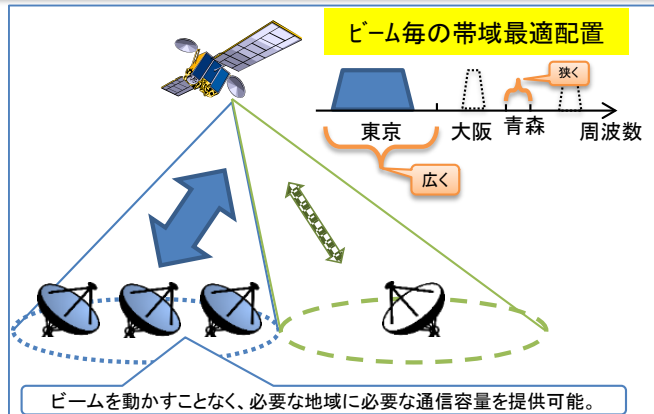 ビーム毎の帯域最適配置
狭く
東京
大阪
青森
周波数
広く
ビームを動かすことなく、必要な地域に必要な通信容量を提供可能。